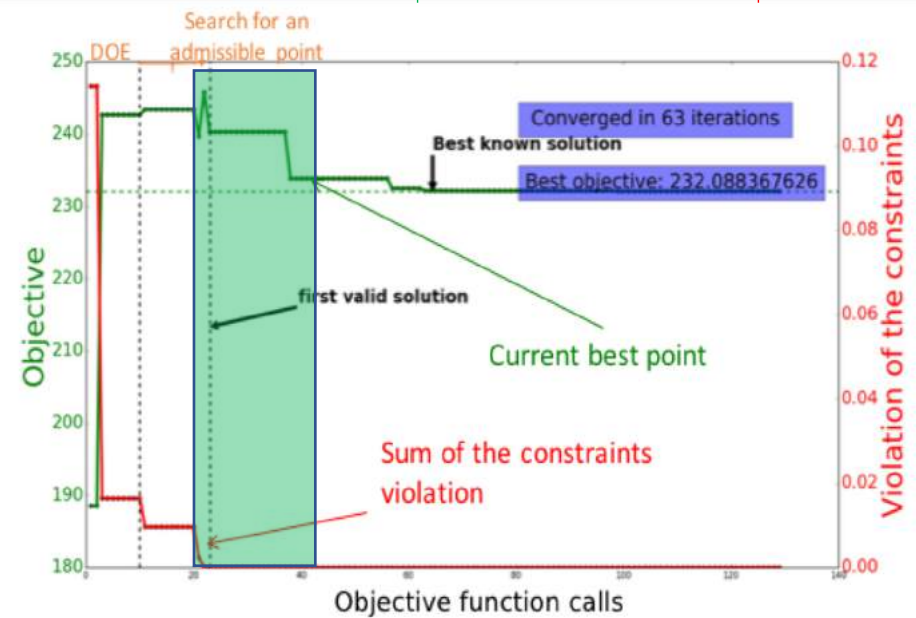 Search for an
DOE admissible point
250
240
230
220
210
200
190
180
Objective
0.12
0.10
0.08
0.06
0.04
0.02
0.00
Violation of the constraints
Converged in 63 iterations
Best known solution
Best objective: 232.088367626
first valid solution
Current best point
Sum of the constraints
violation
0 20 40 60 80 100 120 140
Objective function calls